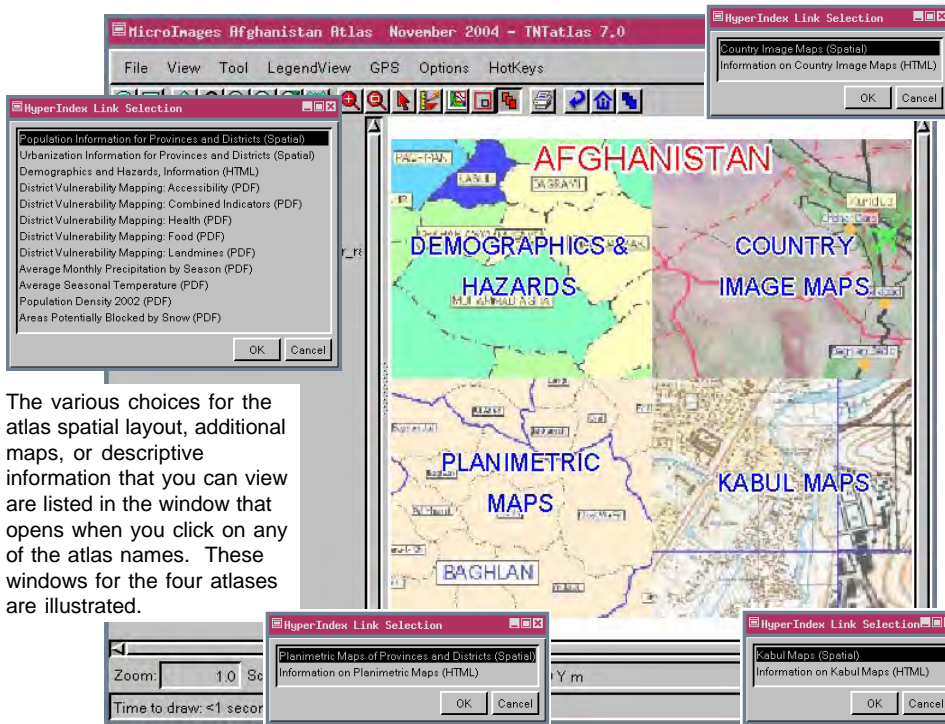 MicroImages Afghanistan Atlas November 2004 - TNTatlas 7.0
File View Tool LegendView GPS Options HotKeys
HyperIndex Link Selection
Country Image Maps (Spatial)
Information on Country Image Maps (HTML)
OK Cancel
HyperIndex Link Selection
Population Information for Provinces and Districts (Spatial)
Urbanization Information for Provinces and Districts (Spatial)
Demographics and Hazards, Information (HTML)
District Vulnerability Mapping: Accessibility (PDF)
District Vulnerability Mapping: Combined Indicators (PDF)
District Vulnerability Mapping: Health (PDF)
District Vulnerability Mapping: Food (PDF)
District Vulnerability Mapping: Landmines (PDF)
Average Monthly Precipitation by Season (PDF)
Average Seasonal Temperature (PDF)
Population Density 2002 (PDF)
Areas Potentially Blocked by Snow (PDF)
OK Cancel
AFGHANISTAN
KABUL
DEMOGRAPHICS &
HAZARDS
MUHAMMAD AGHA
COUNTRY
IMAGE MAPS
Kunduz
PLANIMETRIC
MAPS
BAGHLAN
KABUL MAPS
The various choices for the
atlas spatial layout, additional
maps, or descriptive
information that you can view
are listed in the window that
opens when you click on any
of the atlas names. These
windows for the four atlases
are illustrated.
HyperIndex Link Selection
Planimetric Maps of Provinces and Districts (Spatial)
Information on Planimetric Maps (HTML)
OK Cancel
HyperIndex Link Selection
Kabul Maps (Spatial)
Information on Kabul Maps (HTML)
OK Cancel
Zoom: 1.0 Sc
Y m
Time to draw: <1 secor